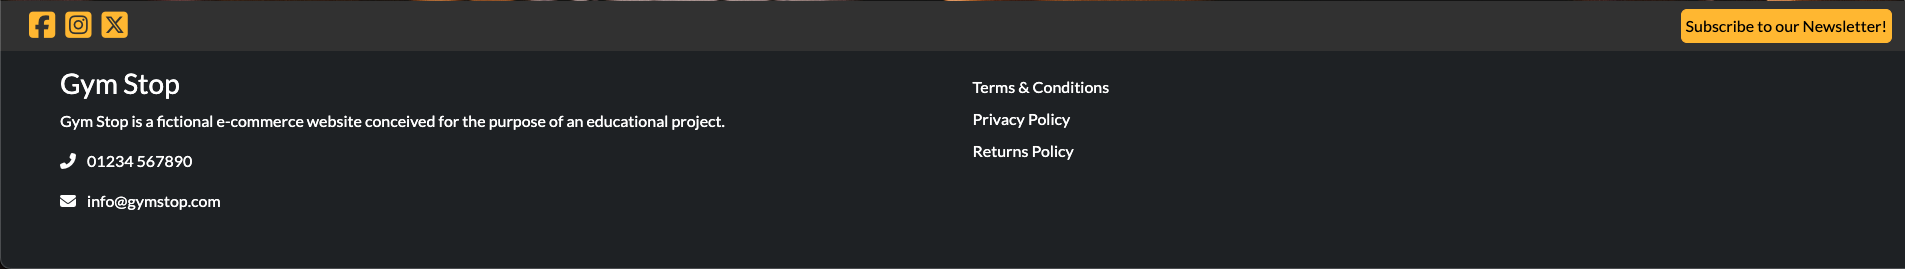 Subscribe to our Newsletter!
Gym Stop
Gym Stop is a fictional e-commerce website conceived for the purpose of an educational project.
01234 567890
info@gymstop.com
Terms & Conditions
Privacy Policy
Returns Policy